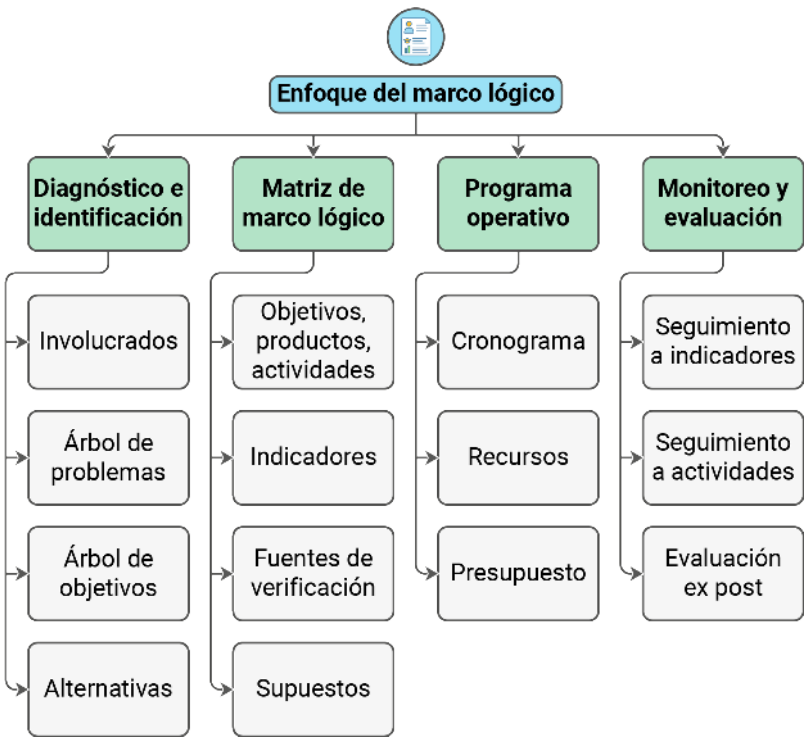 Enfoque del marco lógico
Diagnóstico e
identificación
Involucrados
Árbol de
problemas
Árbol de
objetivos
Alternativas
Matriz de
marco lógico
Objetivos,
productos,
actividades
Indicadores
Fuentes de
verificación
Supuestos
Programa
operativo
Cronograma
Recursos
Presupuesto
Monitoreo y
evaluación
Seguimiento
a indicadores
Seguimiento
a actividades
Evaluación
ex post